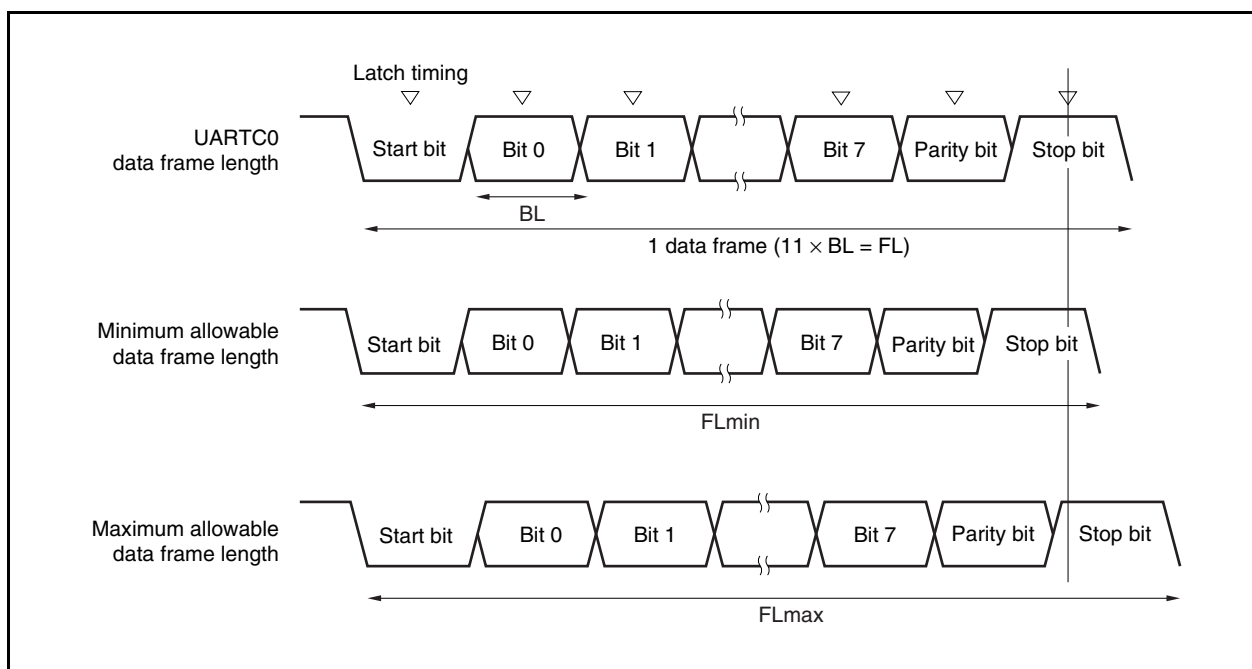 Latch timing
UARTC0
data frame length
Start bit
Bit 0
Bit 1
Bit 7
Parity bit
Stop bit
BL
1 data frame (11 × BL = FL)
Minimum allowable
data frame length
Start bit
Bit 0
Bit 1
Bit 7
Parity bit
Stop bit
FLmin
Maximum allowable
data frame length
Start bit
Bit 0
Bit 1
Bit 7
Parity bit
Stop bit
FLmax